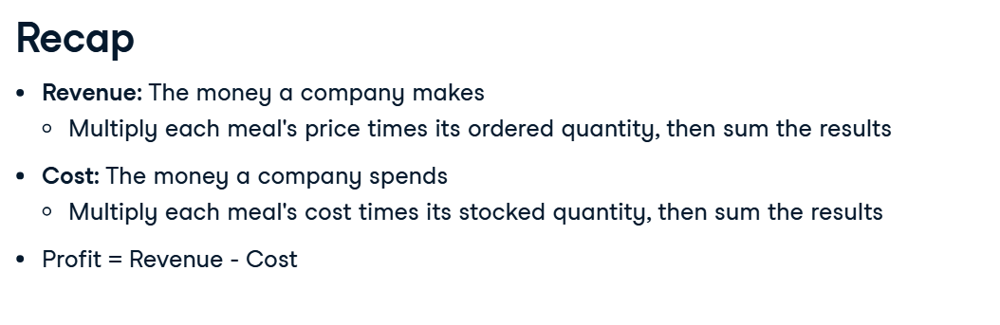 Recap
• Revenue: The money a company makes
◦ Multiply each meal's price times its ordered quantity, then sum the results
• Cost: The money a company spends
◦ Multiply each meal's cost times its stocked quantity, then sum the results
• Profit = Revenue - Cost